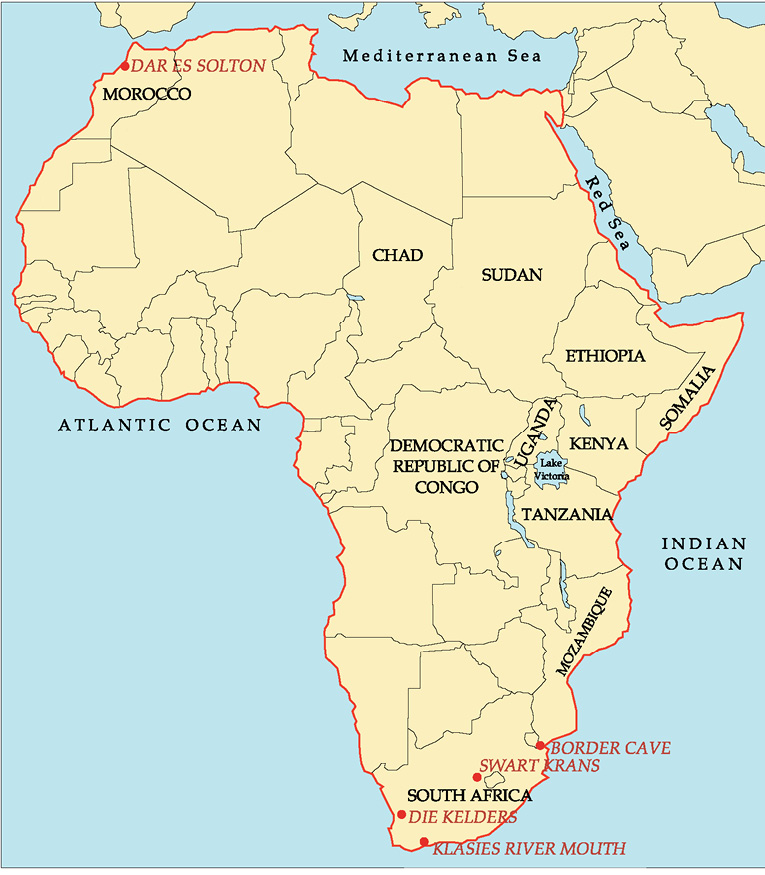 Mediterranean Sea
DAR ES SOLTON
MOROCCO
Red Sea
CHAD
SUDAN
ETHIOPIA
SOMALIA
ATLANTIC OCEAN
UGANDA
KENYA
DEMOCRATIC
REPUBLIC OF
CONGO
Lake
Victoria
TANZANIA
INDIAN
OCEAN
MOZAMBIQUE
BORDER CAVE
SWART KRANS
SOUTH AFRICA
DIE KELDERS
KLASIES RIVER MOUTH